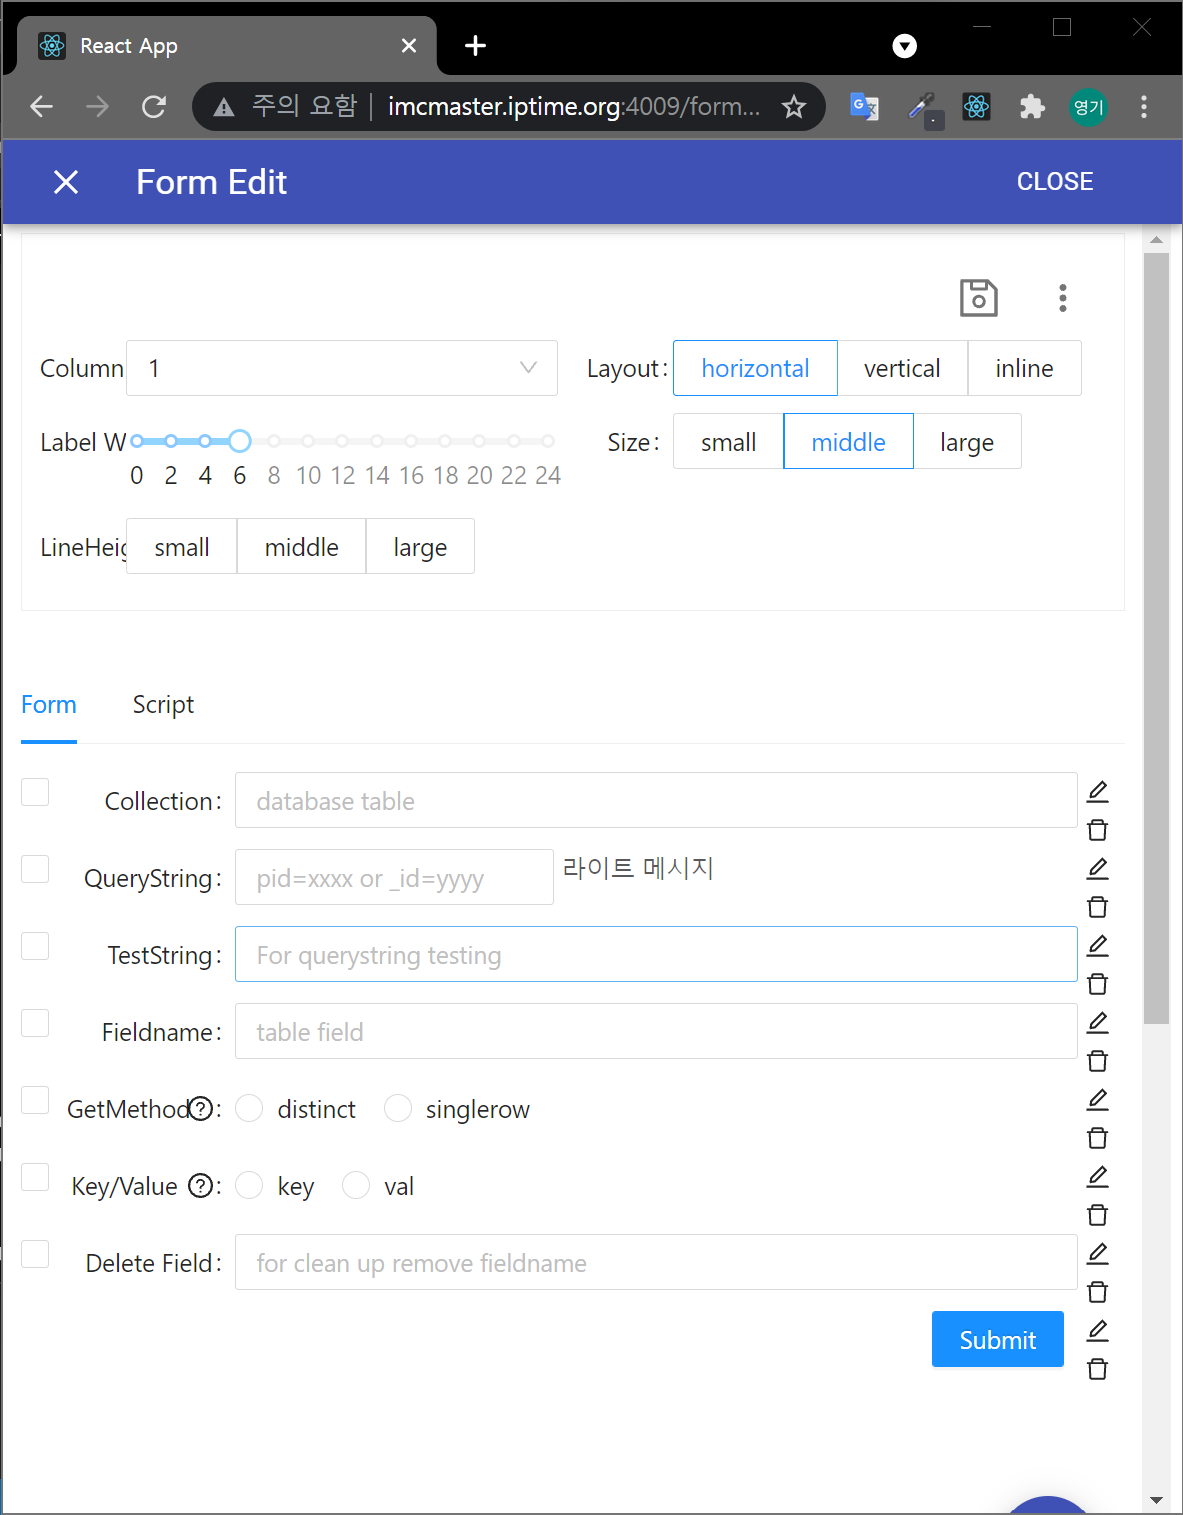 React App
주의 요함 imcmaster.iptime.org:4009/form... 영기
Form Edit CLOSE
Column 1 Layout: horizontal vertical inline
Label W Size: small middle large
0 2 4 6 8 10 12 14 16 18 20 22 24
LineHeig small middle large
Form Script
Collection: database table
QueryString: pid=xxxx or _id=yyyy 라이트 메시지
TestString: For querystring testing
Fieldname: table field
GetMethod ? : distinct singlerow
Key/Value ? : key val
Delete Field: for clean up remove fieldname
Submit